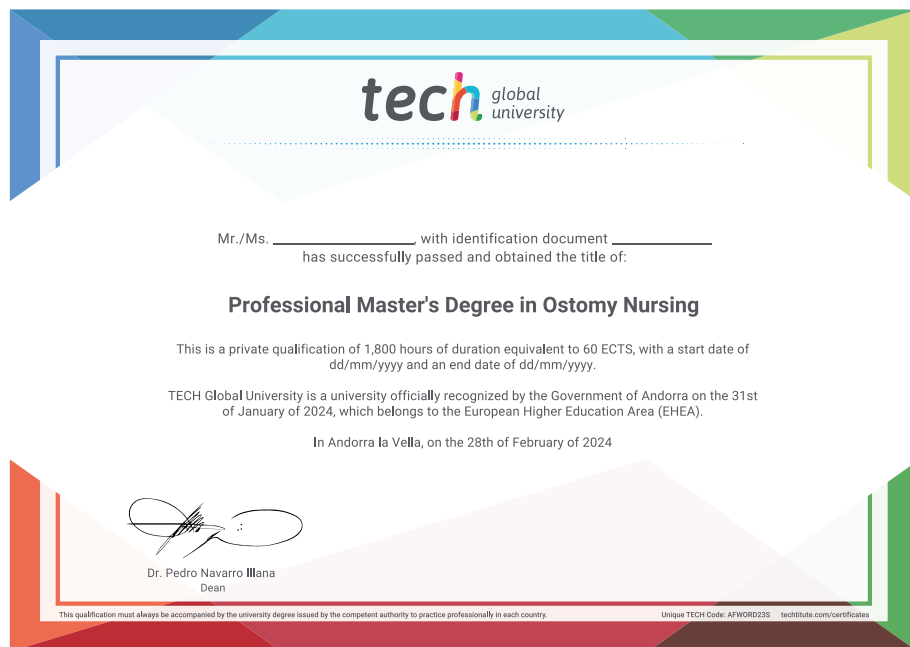 tech global university
Mr./Ms. ________________, with identification document ____________
has successfully passed and obtained the title of:
Professional Master's Degree in Ostomy Nursing
This is a private qualification of 1,800 hours of duration equivalent to 60 ECTS, with a start date of
dd/mm/yyyy and an end date of dd/mm/yyyy.
TECH Global University is a university officially recognized by the Government of Andorra on the 31st
of January of 2024, which belongs to the European Higher Education Area (EHEA).
In Andorra la Vella, on the 28th of February of 2024
Dr. Pedro Navarro Illana
Dean
This qualification must always be accompanied by the university degree issued by the competent authority to practice professionally in each country.
Unique TECH Code: AFWORD23S techtitute.com/certificates